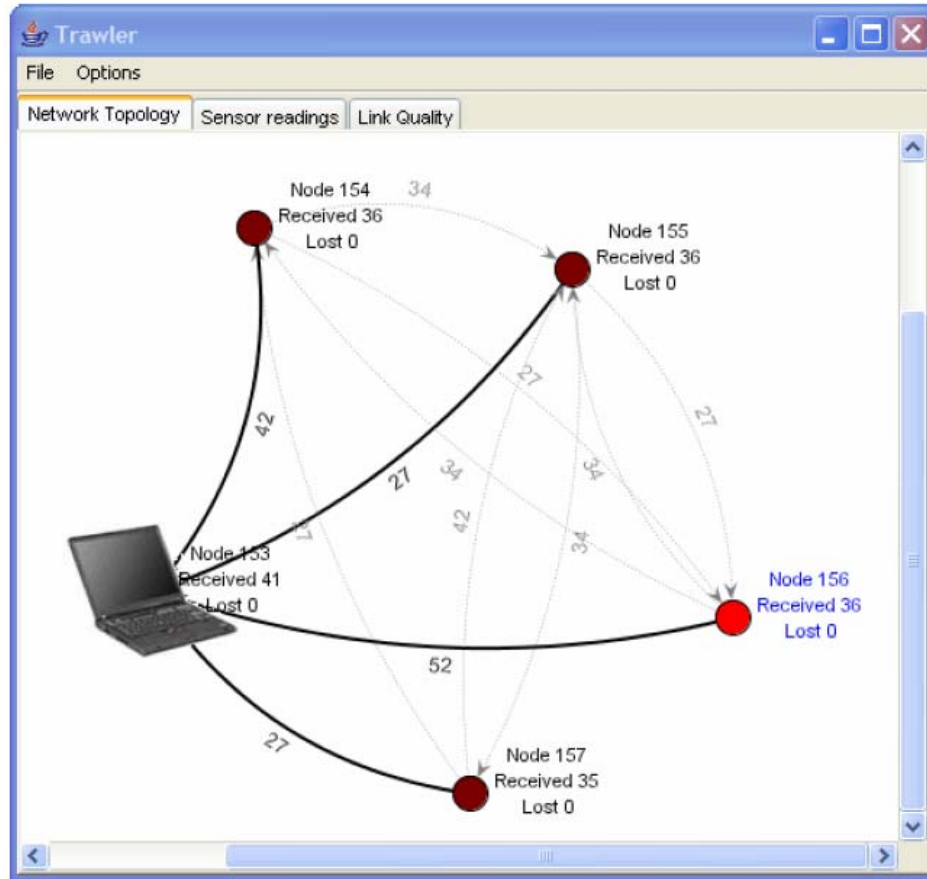 Trawler
File Options
Network Topology Sensor readings Link Quality
Node 154
Received 36
Lost 0
34
Node 155
Received 36
Lost 0
27
27
42
27
34
34
42
34
Node 153
Received 41
Lost 0
Node 156
Received 36
Lost 0
52
27
Node 157
Received 35
Lost 0